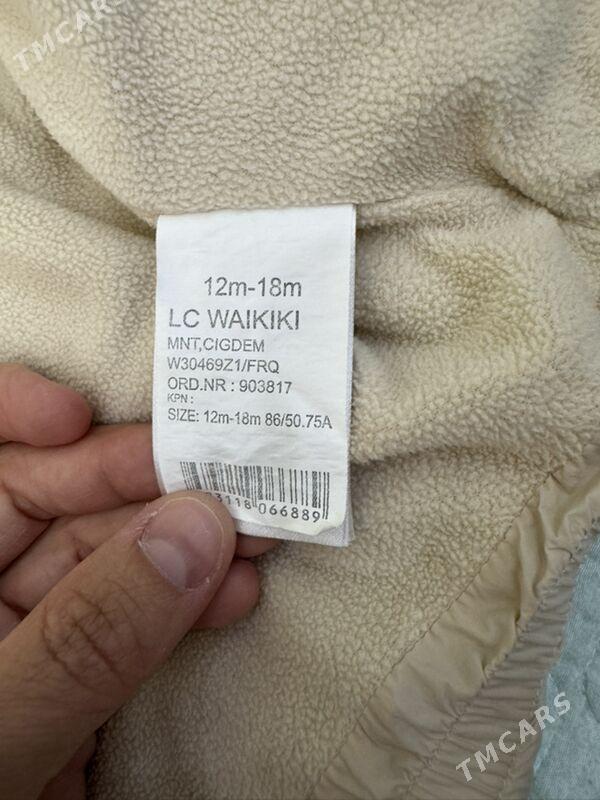 TMCARS
12m-18m
LC WAIKIKI
MNT,CIGDEM
W30469Z1/FRQ
ORD.NR : 903817
KPN :
SIZE: 12m-18m 86/50.75A
3118 066889
TMCARS